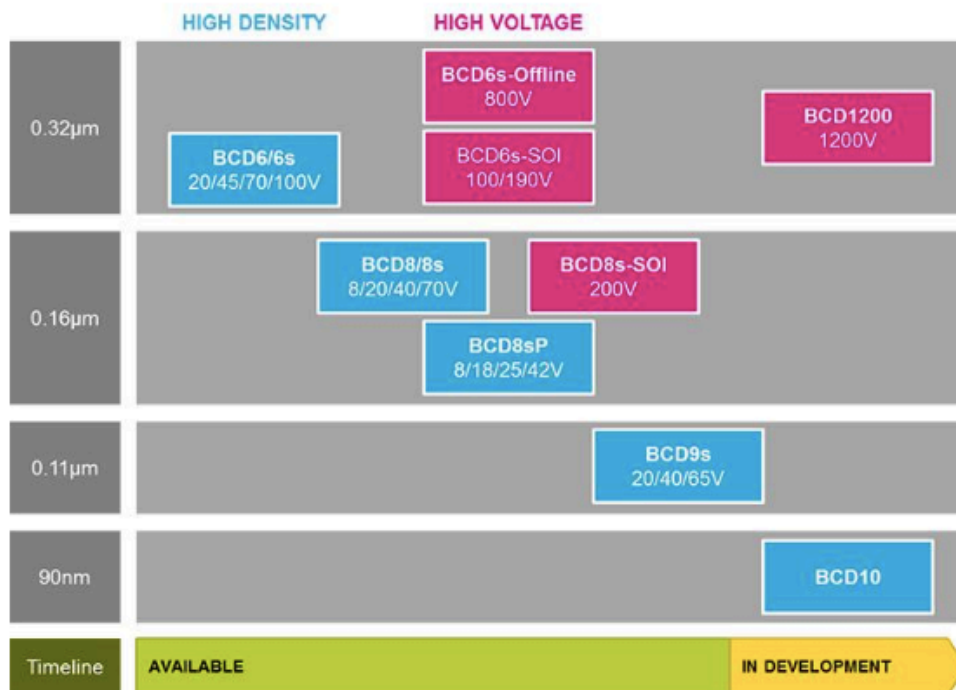 HIGH DENSITY
HIGH VOLTAGE
0.32µm
BCD6s-Offline
800V
BCD1200
1200V
BCD6/6s
20/45/70/100V
BCD6s-SOI
100/190V
0.16µm
BCD8/8s
8/20/40/70V
BCD8s-SOI
200V
BCD8sP
8/18/25/42V
0.11µm
BCD9s
20/40/65V
90nm
BCD10
Timeline
AVAILABLE
IN DEVELOPMENT